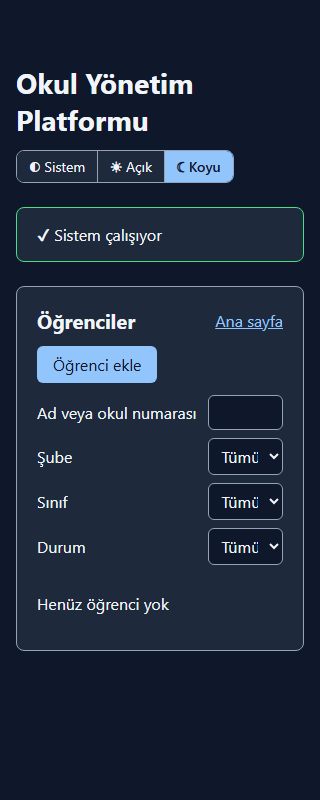 Okul Yönetim
Platformu
◐ Sistem ☀ Açık ☾ Koyu
✓ Sistem çalışıyor
Öğrenciler Ana sayfa
Öğrenci ekle
Ad veya okul numarası
Şube Tümü
Sınıf Tümü
Durum Tümü
Henüz öğrenci yok